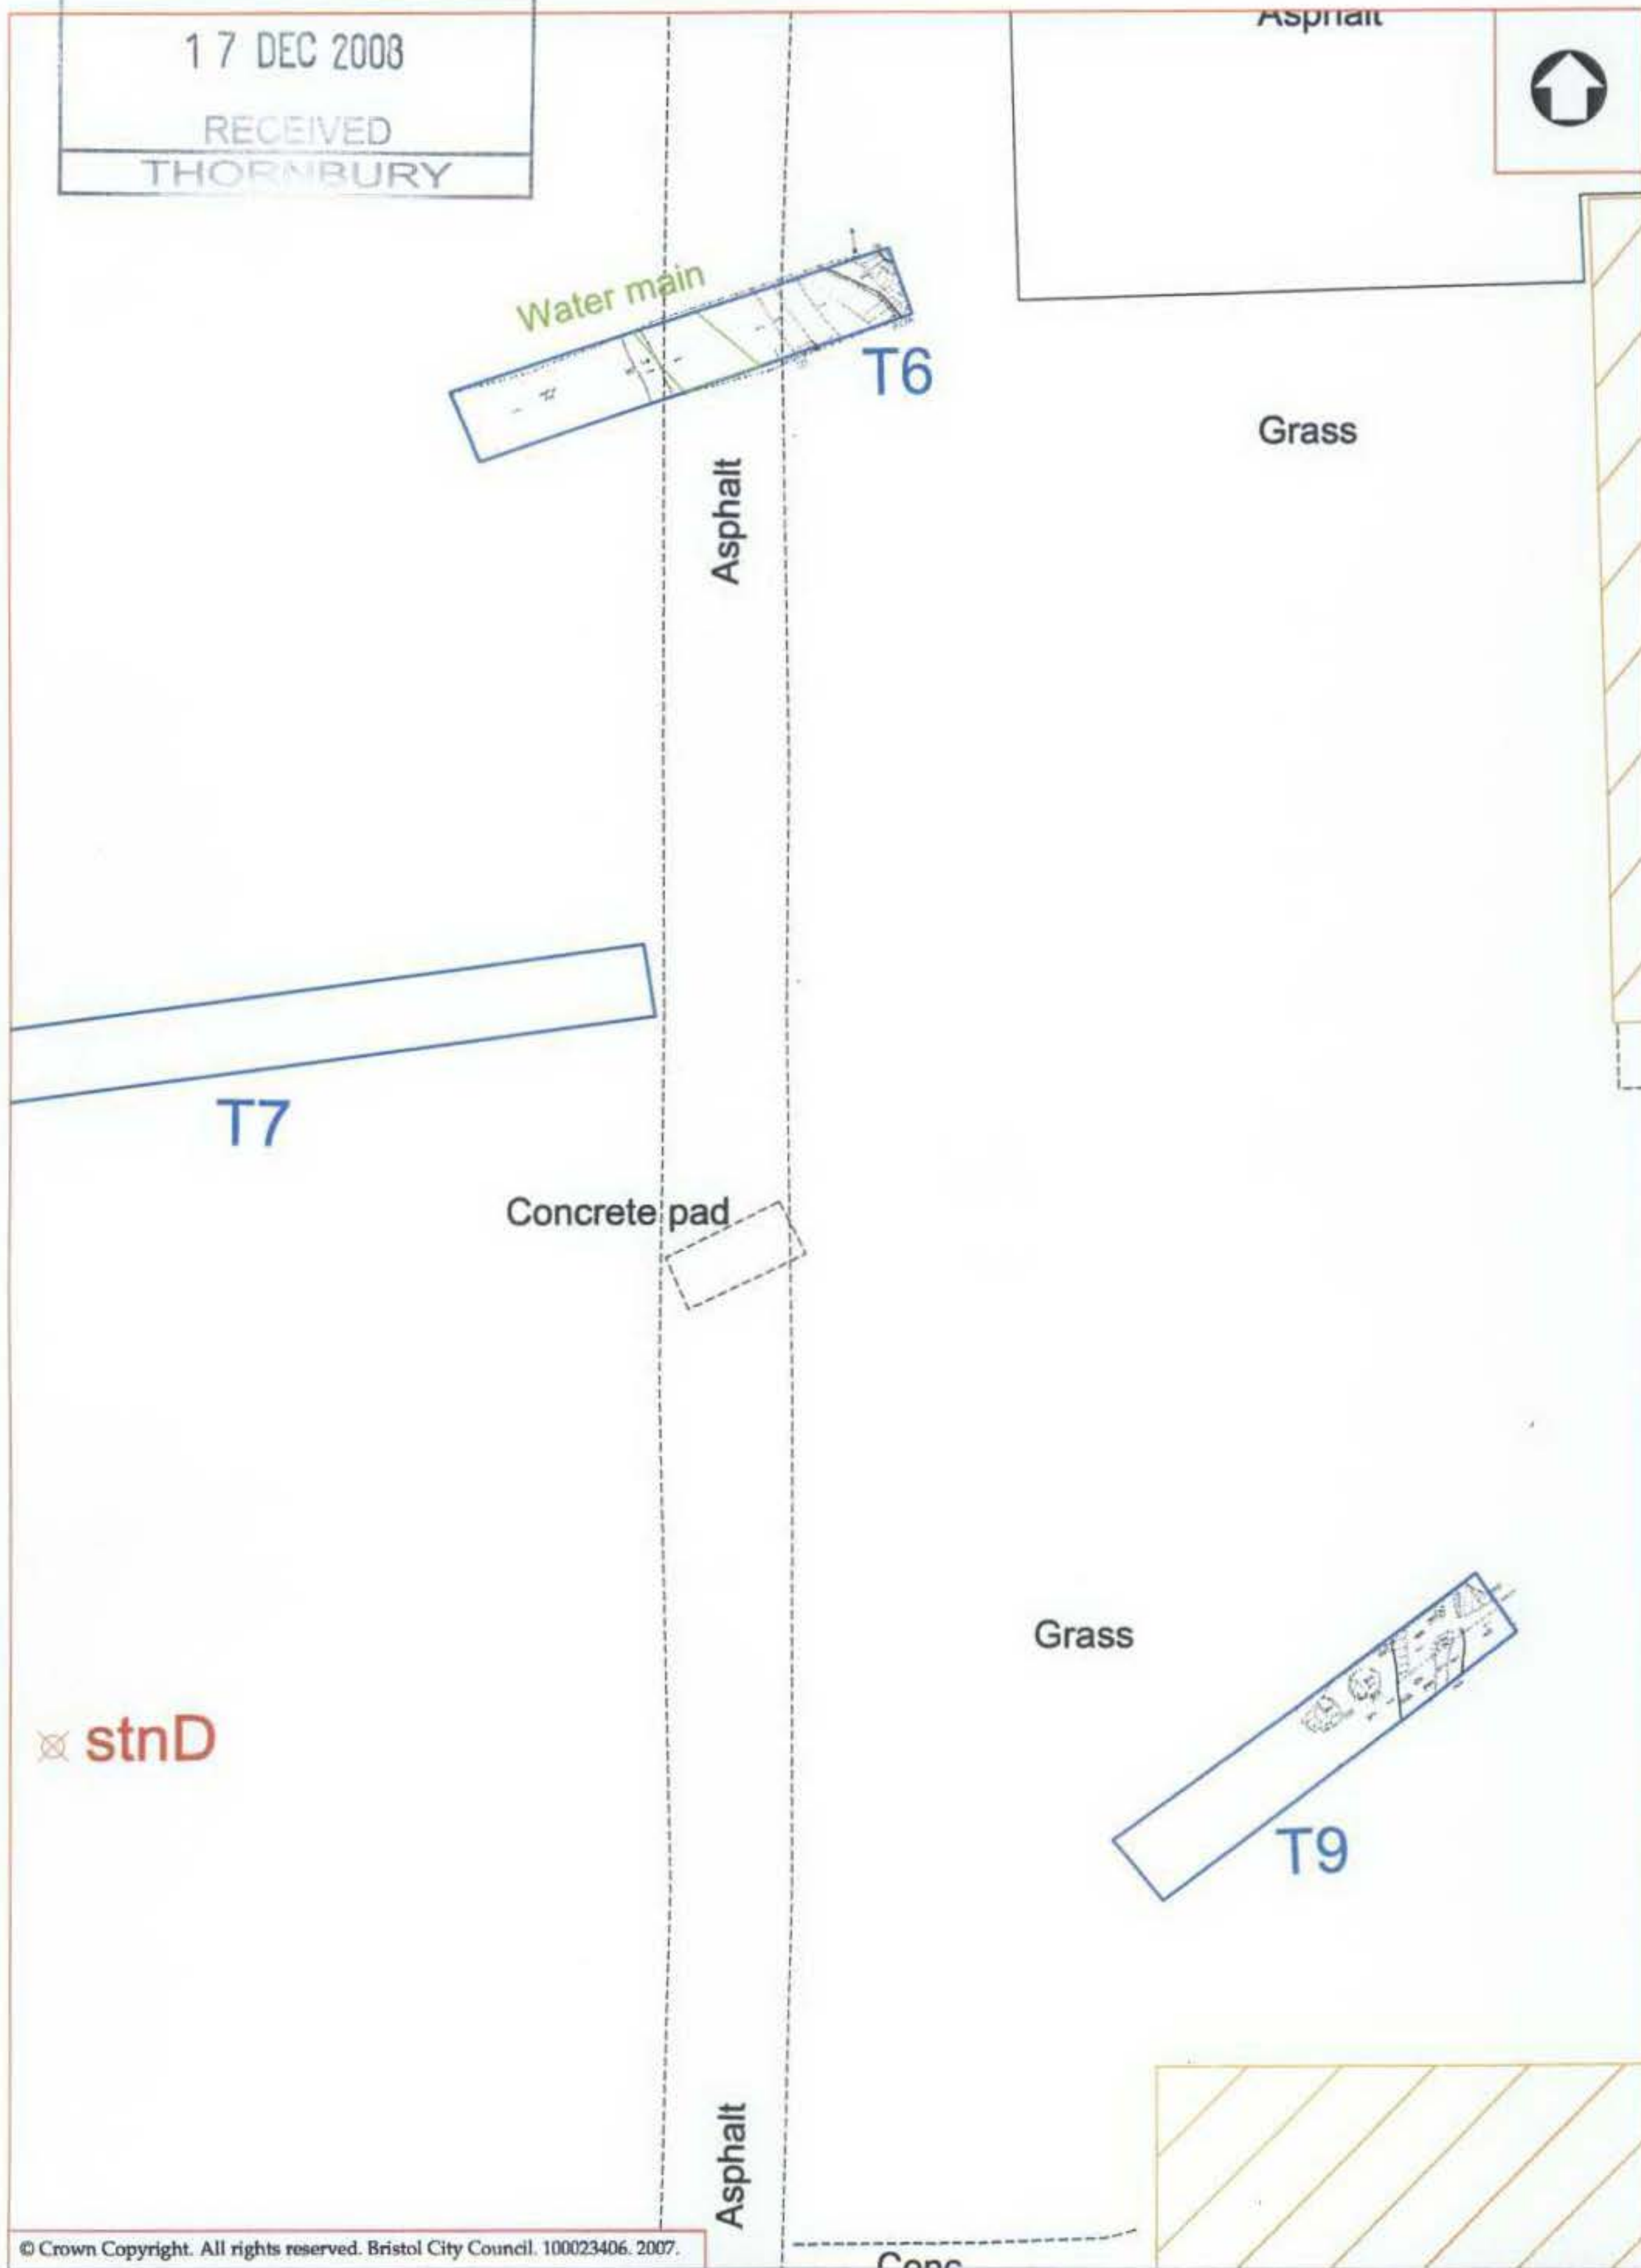 17 DEC 2008
RECEIVED
THORNBURY
Asphalt
Water main
T6
Grass
Asphalt
T7
Concrete pad
Grass
stnD
T9
Asphalt
© Crown Copyright. All rights reserved. Bristol City Council. 100023406. 2007.
Conc